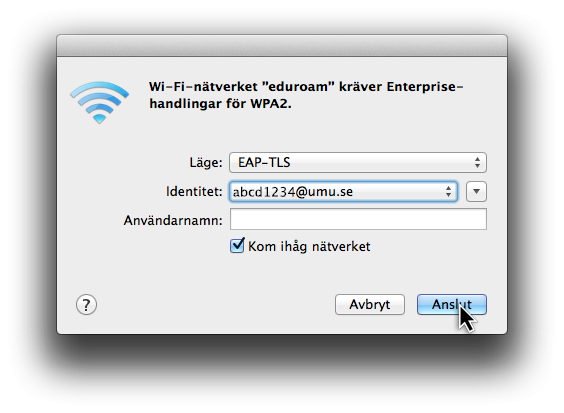 Wi-Fi-nätverket ”eduroam” kräver Enterprise-
handlingar för WPA2.
Läge: EAP-TLS
Identitet: abcd1234@umu.se
Användarnamn:
Kom ihåg nätverket
? Avbryt Anslut